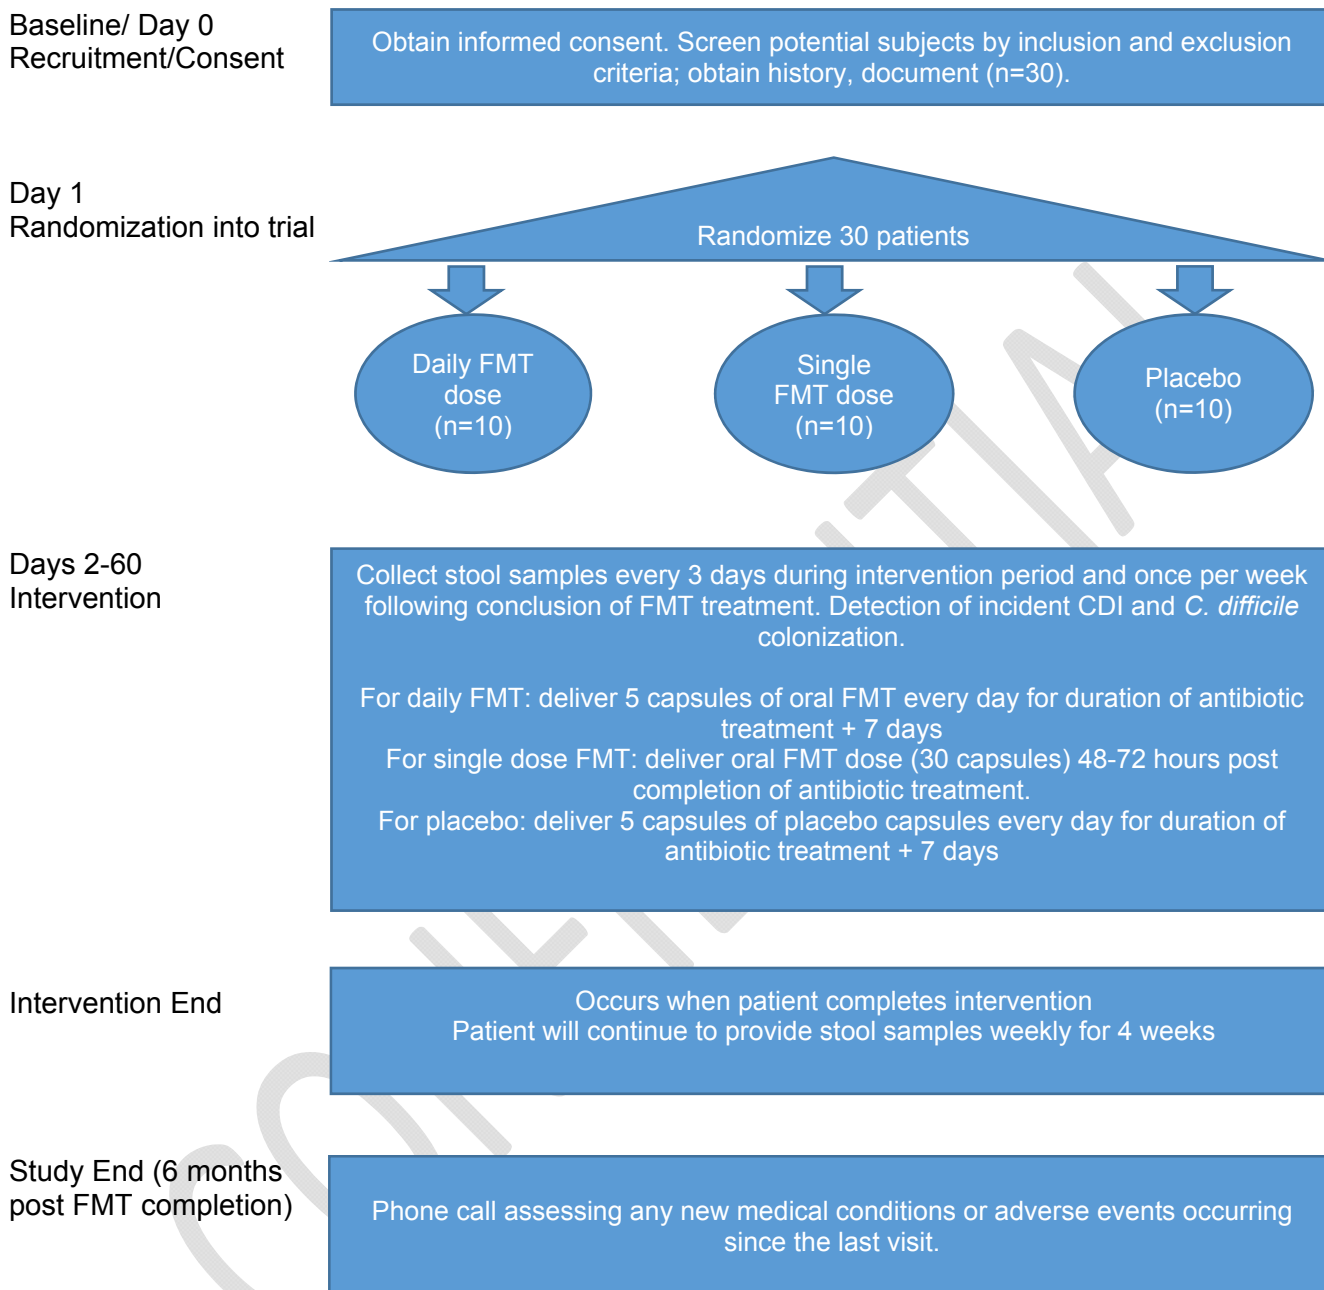 Baseline/ Day 0
Recruitment/Consent
Obtain informed consent. Screen potential subjects by inclusion and exclusion
criteria; obtain history, document (n=30).
Day 1
Randomization into trial
Randomize 30 patients
Daily FMT
dose
(n=10)
Single
FMT dose
(n=10)
Placebo
(n=10)
Days 2-60
Intervention
Collect stool samples every 3 days during intervention period and once per week
following conclusion of FMT treatment. Detection of incident CDI and C. difficile
colonization.
For daily FMT: deliver 5 capsules of oral FMT every day for duration of antibiotic
treatment + 7 days
For single dose FMT: deliver oral FMT dose (30 capsules) 48-72 hours post
completion of antibiotic treatment.
For placebo: deliver 5 capsules of placebo capsules every day for duration of
antibiotic treatment + 7 days
Intervention End
Occurs when patient completes intervention
Patient will continue to provide stool samples weekly for 4 weeks
Study End (6 months
post FMT completion)
Phone call assessing any new medical conditions or adverse events occurring
since the last visit.